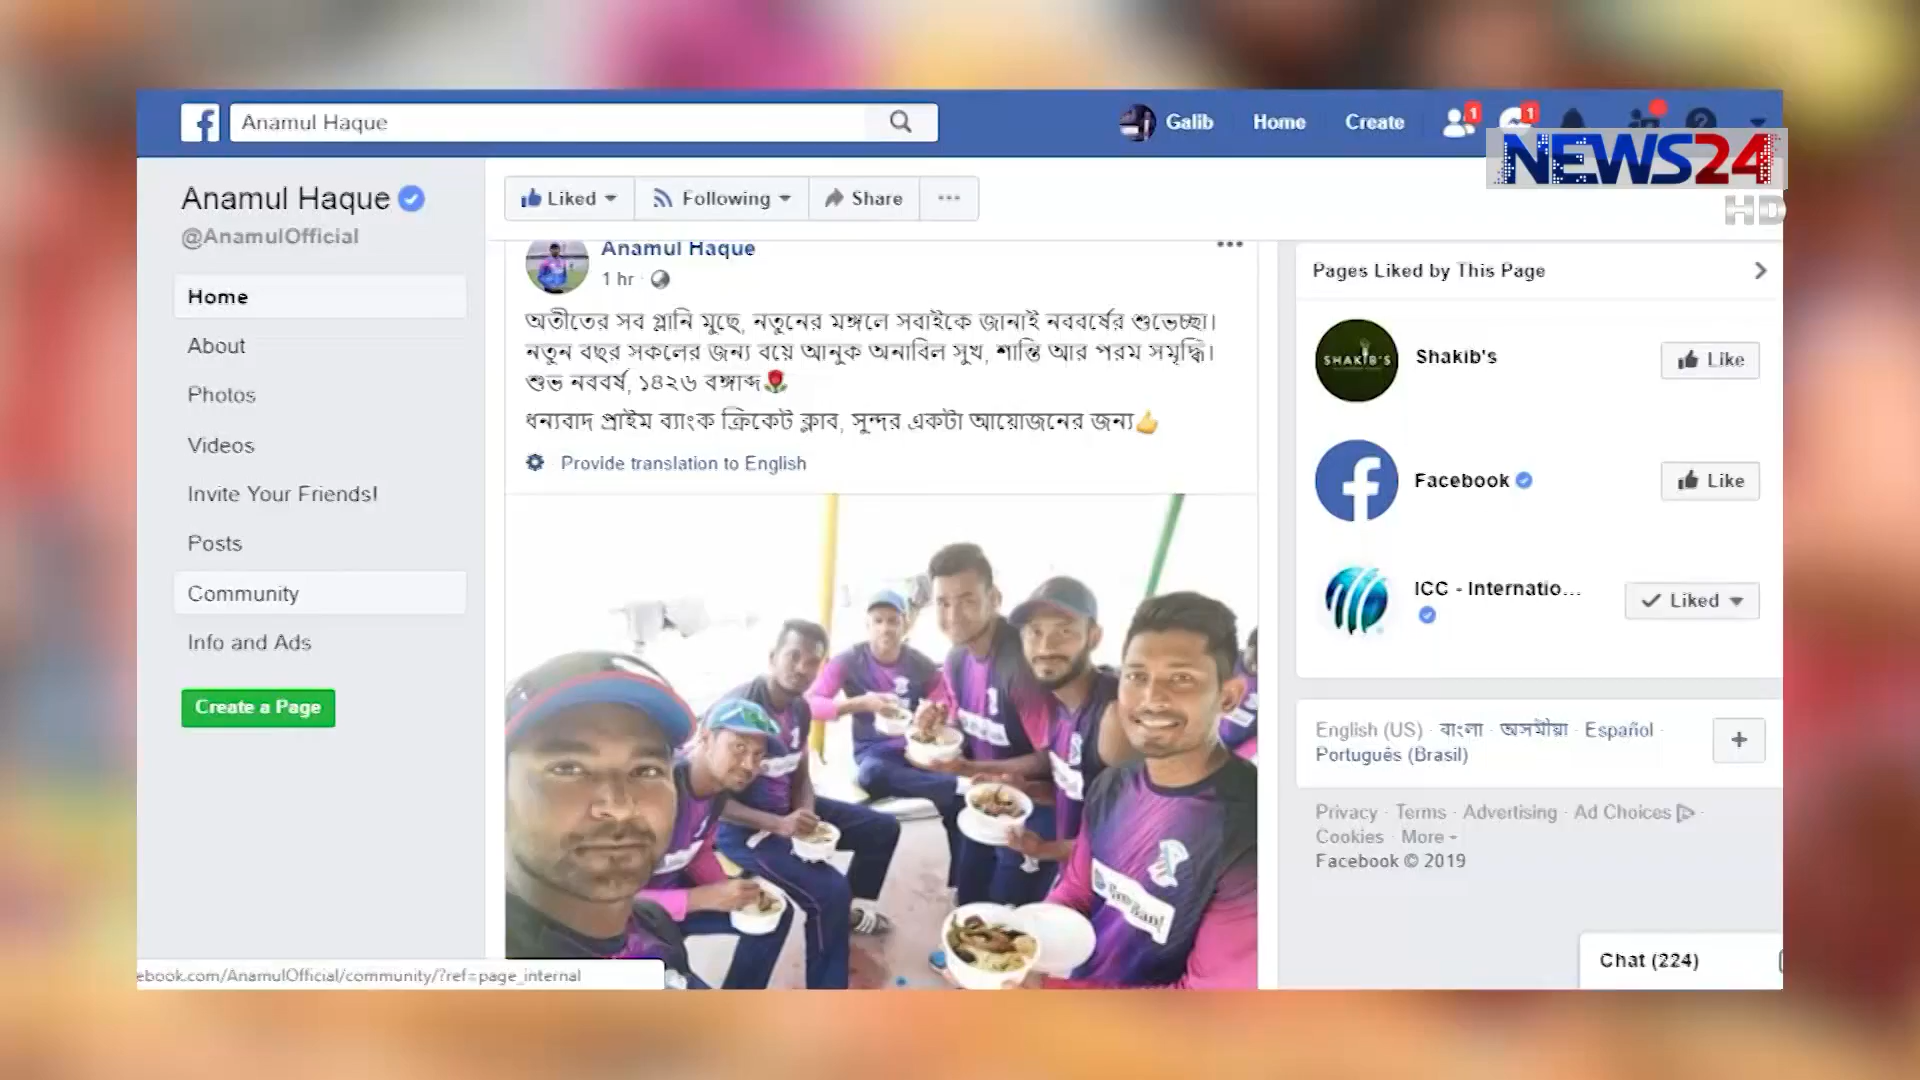 Anamul Haque
Galib
Home
Create
1
1
NEWS24
HD
Anamul Haque
@AnamulOfficial
Home
About
Photos
Videos
Invite Your Friends!
Posts
Community
Info and Ads
Create a Page
Liked
Following
Share
Anamul Haque
1 hr
অতীতের সব গ্লানি মুছে, নতুনের মঙ্গলে সবাইকে জানাই নববর্ষের শুভেচ্ছা।
নতুন বছর সকলের জন্য বয়ে আনুক অনাবিল সুখ, শান্তি আর পরম সমৃদ্ধি।
শুভ নববর্ষ, ১৪২৬ বঙ্গাব্দ🌹
ধন্যবাদ প্রাইম ব্যাংক ক্রিকেট ক্লাব, সুন্দর একটা আয়োজনের জন্য👍
Provide translation to English
Pages Liked by This Page
SHAKIB'S
Shakib's
Like
Facebook
Like
ICC - Internatio...
Liked
English (US) · বাংলা · অসমীয়া · Español ·
Português (Brasil)
Privacy · Terms · Advertising · Ad Choices ·
Cookies · More
Facebook © 2019
Chat (224)
ebook.com/AnamulOfficial/community/?ref=page_internal